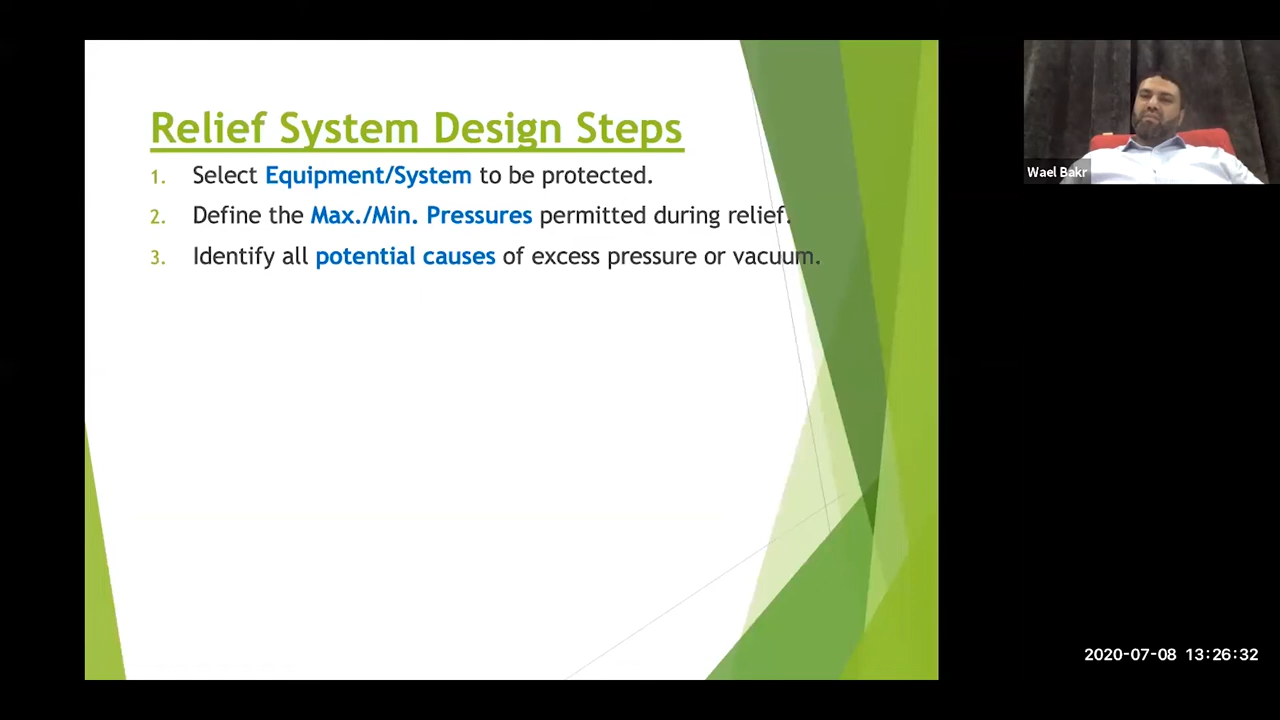 Relief System Design Steps
1. Select Equipment/System to be protected.
2. Define the Max./Min. Pressures permitted during relief.
3. Identify all potential causes of excess pressure or vacuum.
Wael Bakr
2020-07-08 13:26:32